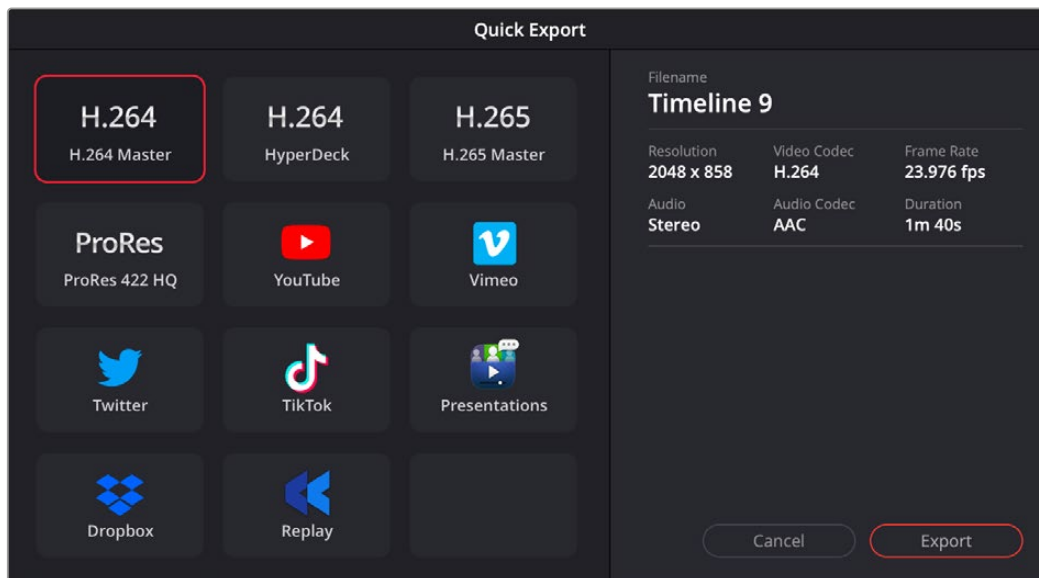 Quick Export
H.264
H.264 Master
H.264
HyperDeck
H.265
H.265 Master
ProRes
ProRes 422 HQ
YouTube
Vimeo
Twitter
TikTok
Presentations
Dropbox
Replay
Filename
Timeline 9
Resolution Video Codec Frame Rate
2048 x 858 H.264 23.976 fps
Audio Audio Codec Duration
Stereo AAC 1m 40s
Cancel Export